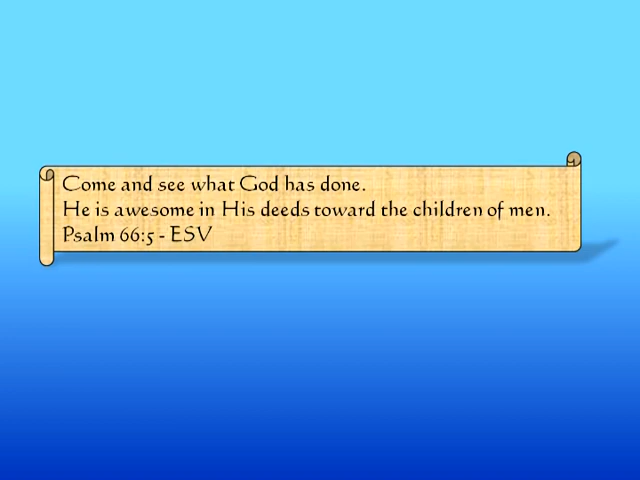 Come and see what God has done.
He is awesome in His deeds toward the children of men.
Psalm 66:5 - ESV